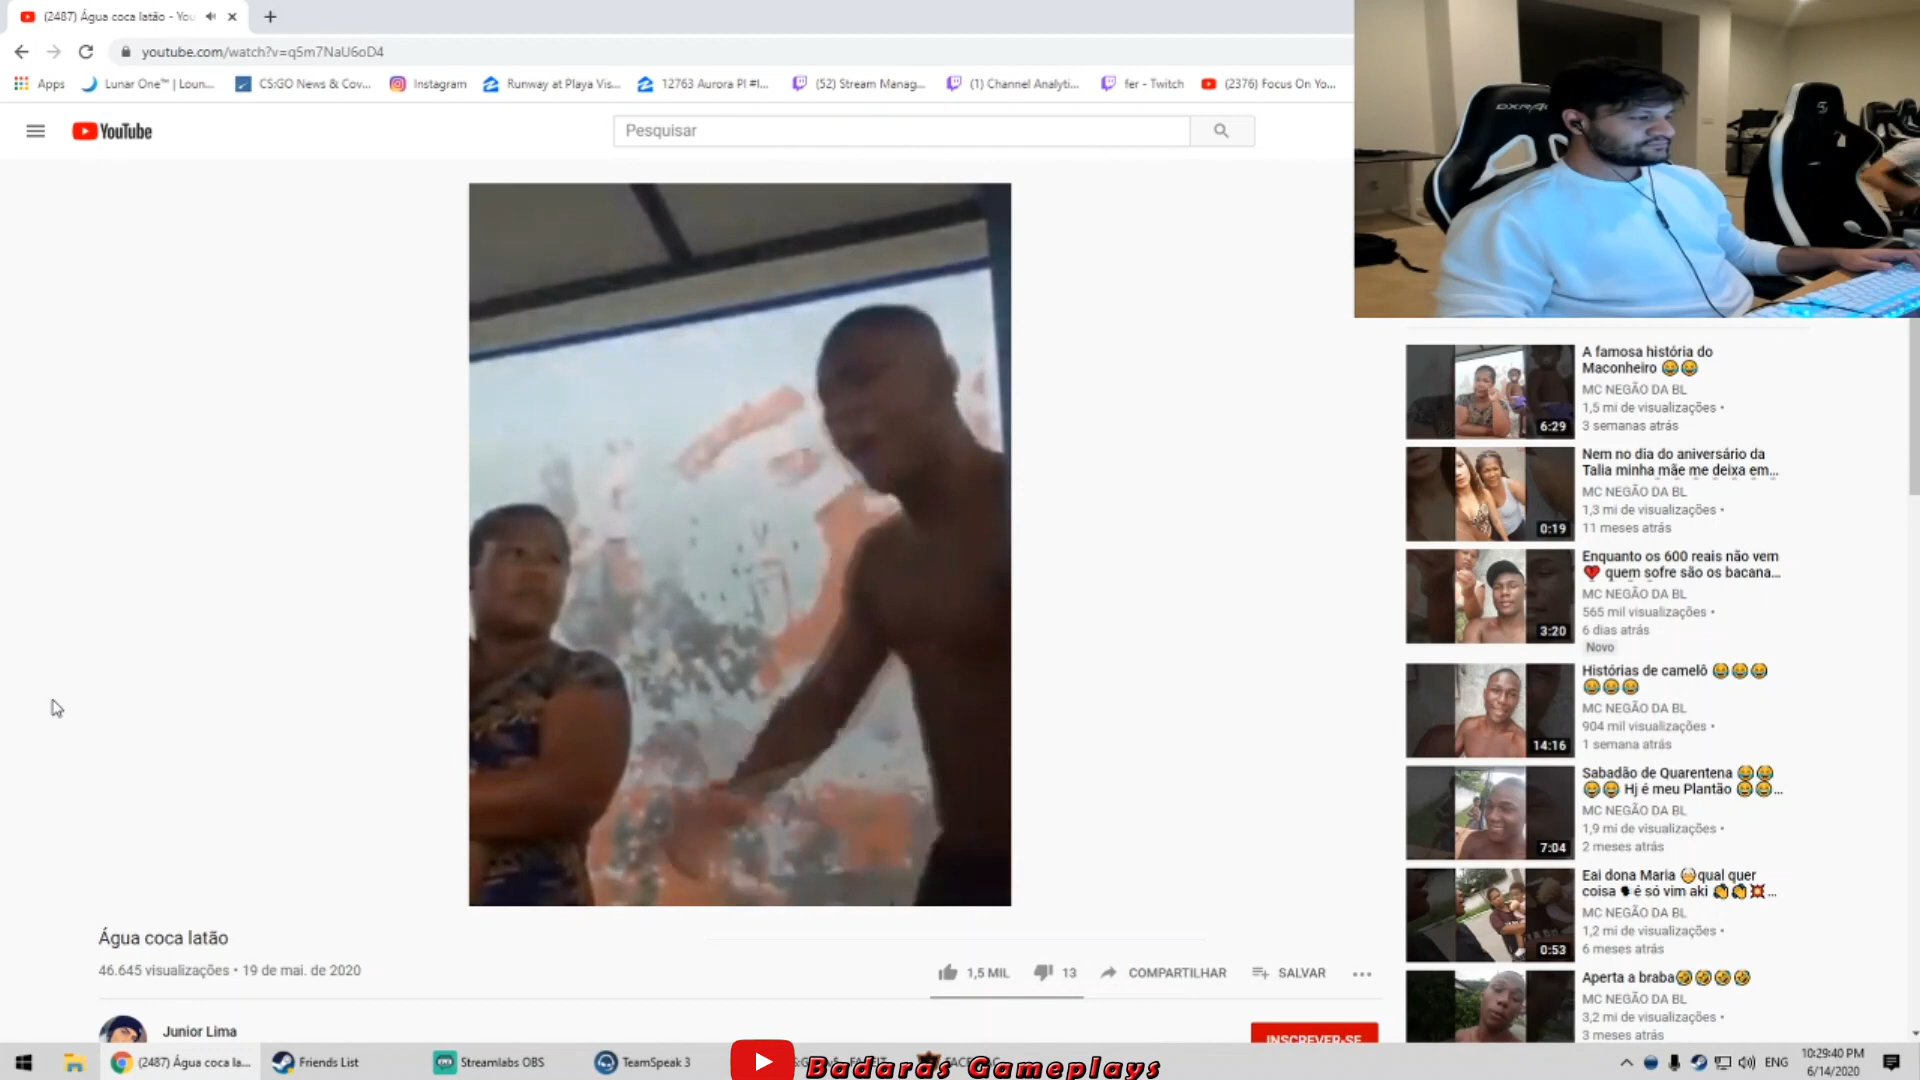 (2487) Água coca latão - You
youtube.com/watch?v=q5m7NaU6oD4
Apps
Lunar One™ | Loun...
CS:GO News & Cov...
Instagram
Runway at Playa Vis...
12763 Aurora Pl #l...
(52) Stream Manag...
(1) Channel Analyti...
fer - Twitch
(2376) Focus On Yo...
YouTube
Pesquisar
A famosa história do
Maconheiro 😂😂
MC NEGÃO DA BL
1,5 mi de visualizações •
3 semanas atrás
6:29
Nem no dia do aniversário da
Talia minha mãe me deixa em...
MC NEGÃO DA BL
1,3 mi de visualizações •
11 meses atrás
0:19
Enquanto os 600 reais não vem
💔 quem sofre são os bacana...
MC NEGÃO DA BL
565 mil visualizações •
6 dias atrás
3:20
Novo
Histórias de camelô 😂😂😂
😂😂😂
MC NEGÃO DA BL
904 mil visualizações •
1 semana atrás
14:16
Sabadão de Quarentena 😂😂
😂😂 Hj é meu Plantão 😂😂...
MC NEGÃO DA BL
1,9 mi de visualizações •
2 meses atrás
7:04
Eai dona Maria qual quer
coisa 🗣 é só vim aki 👏👏💥...
MC NEGÃO DA BL
1,2 mi de visualizações •
6 meses atrás
0:53
Aperta a braba🤣🤣🤣🤣
MC NEGÃO DA BL
3,2 mi de visualizações •
3 meses atrás
Água coca latão
46.645 visualizações • 19 de mai. de 2020
1,5 MIL
13
COMPARTILHAR
SALVAR
Junior Lima
INSCREVER-SE
(2487) Água coca la...
Friends List
Streamlabs OBS
TeamSpeak 3
Badarás Gameplays
ENG
10:29:40 PM
6/14/2020